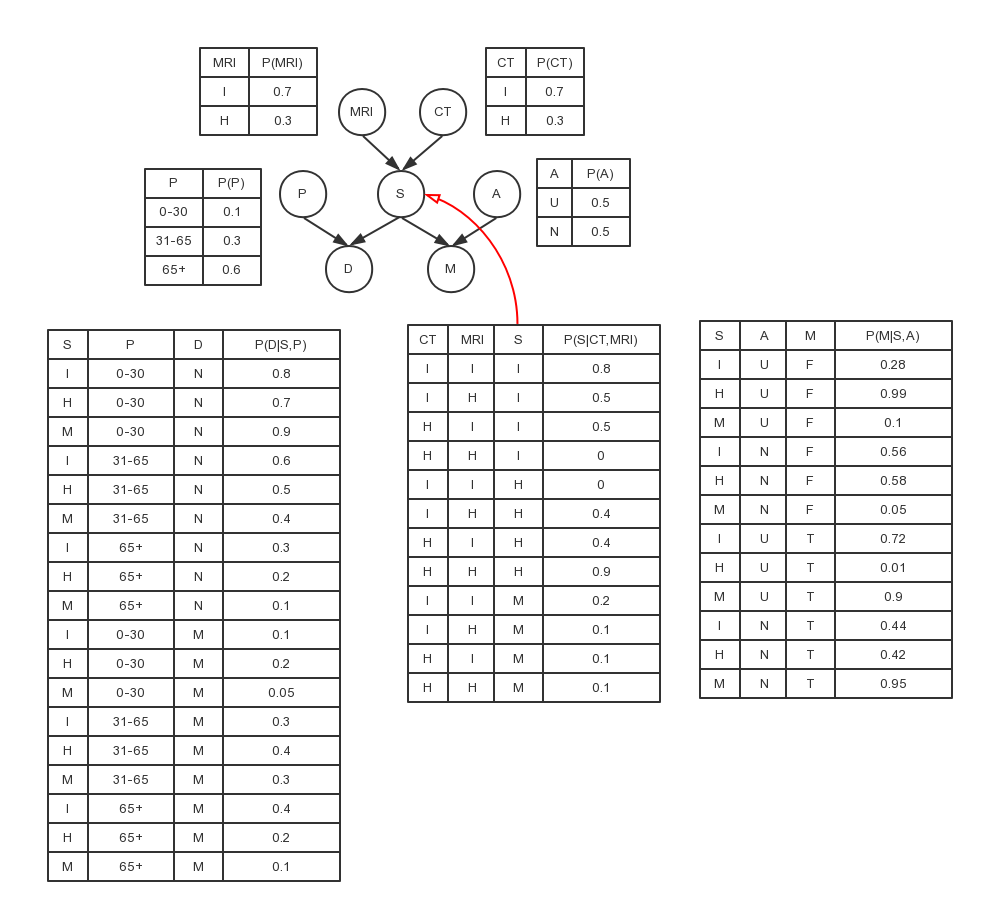 MRI P(MRI)
I 0.7
H 0.3
MRI
CT
CT P(CT)
I 0.7
H 0.3
P P(P)
0-30 0.1
31-65 0.3
65+ 0.6
P
S
A
A P(A)
U 0.5
N 0.5
D
M
S P D P(D|S,P)
I 0-30 N 0.8
H 0-30 N 0.7
M 0-30 N 0.9
I 31-65 N 0.6
H 31-65 N 0.5
M 31-65 N 0.4
I 65+ N 0.3
H 65+ N 0.2
M 65+ N 0.1
I 0-30 M 0.1
H 0-30 M 0.2
M 0-30 M 0.05
I 31-65 M 0.3
H 31-65 M 0.4
M 31-65 M 0.3
I 65+ M 0.4
H 65+ M 0.2
M 65+ M 0.1
CT MRI S P(S|CT,MRI)
I I I 0.8
I H I 0.5
H I I 0.5
H H I 0
I I H 0
I H H 0.4
H I H 0.4
H H H 0.9
I I M 0.2
I H M 0.1
H I M 0.1
H H M 0.1
S A M P(M|S,A)
I U F 0.28
H U F 0.99
M U F 0.1
I N F 0.56
H N F 0.58
M N F 0.05
I U T 0.72
H U T 0.01
M U T 0.9
I N T 0.44
H N T 0.42
M N T 0.95